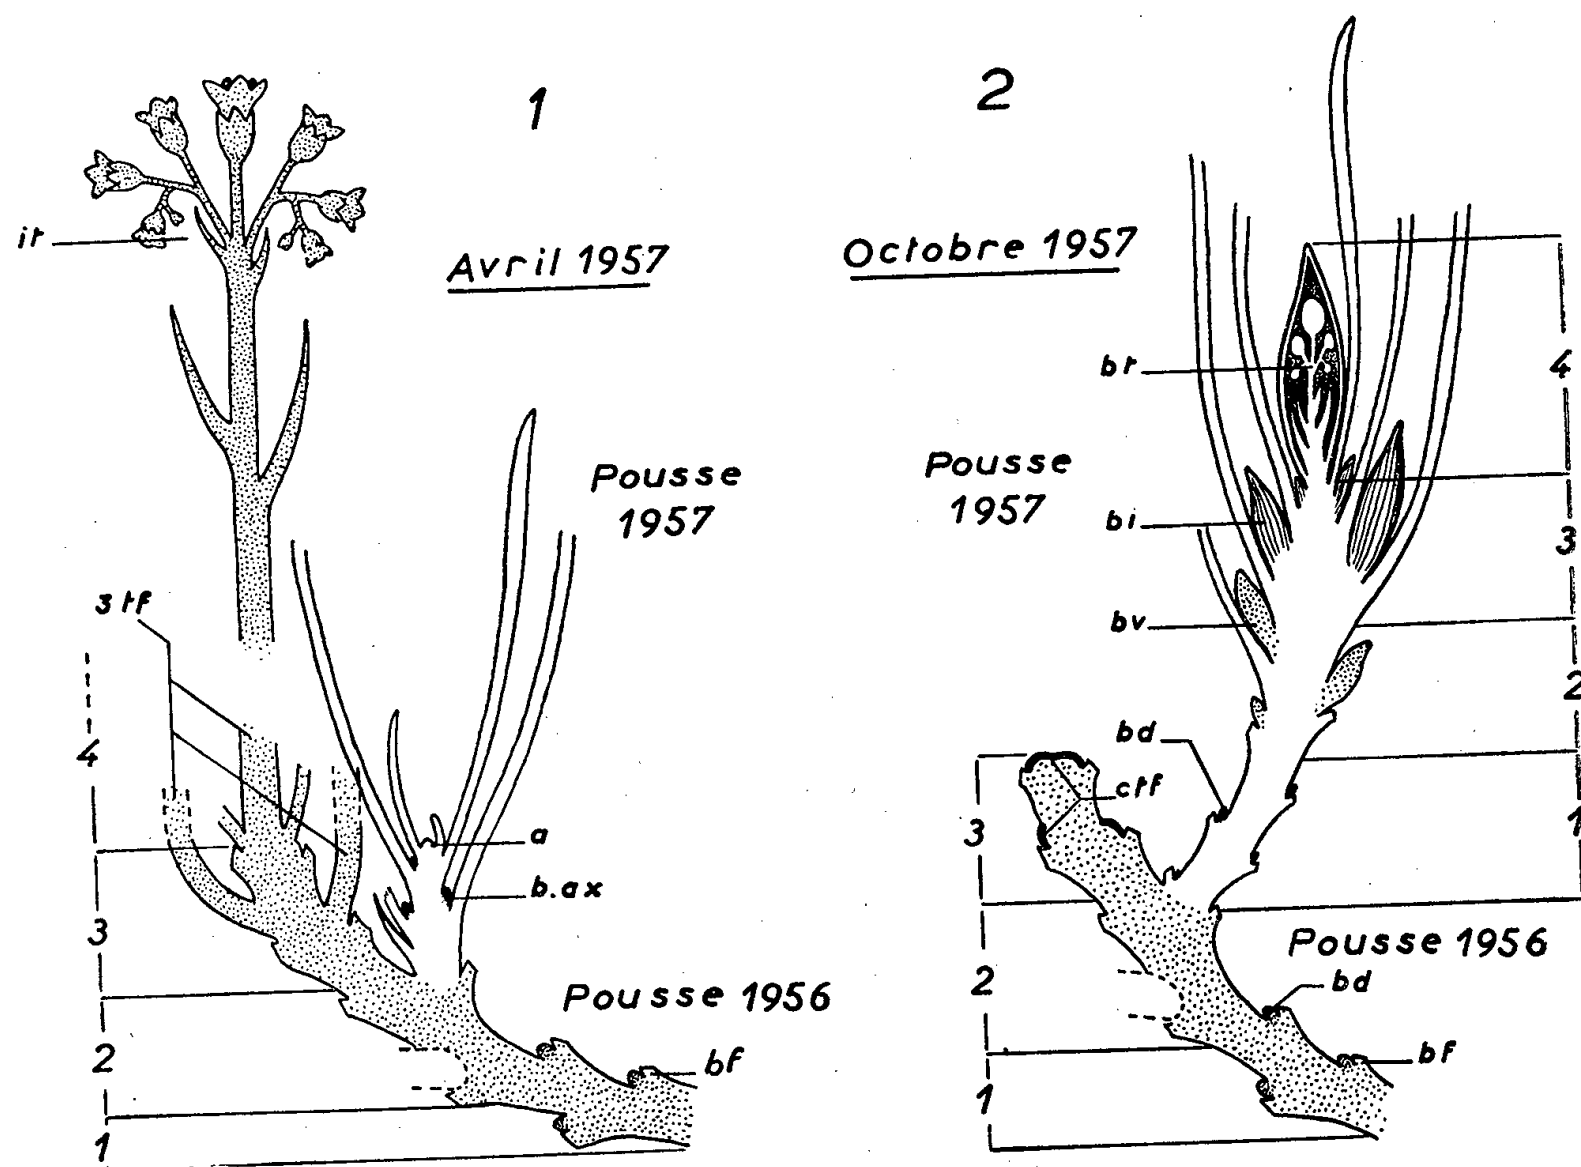 1
Avril 1957
it
Pousse
1957
3 tf
4
a
b.ax
3
Pousse 1956
2
bf
1
2
Octobre 1957
bt
4
Pousse
1957
bi
3
bv
2
bd
ctf
3
1
Pousse 1956
2
bd
bf
1